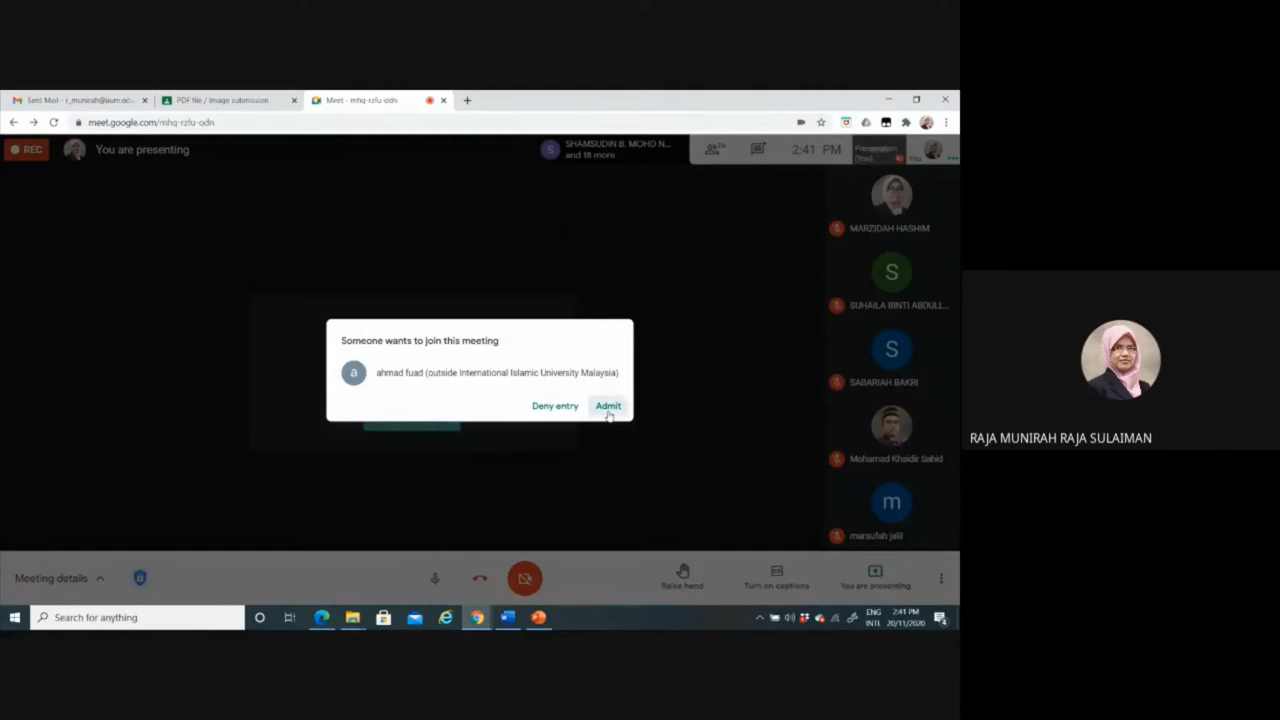 Sent Mail - r_munirah@iium.edu...
PDF file / Image submission
Meet - mhq-rzfu-odn
meet.google.com/mhq-rzfu-odn
REC
You are presenting
SHAMSUDIN B. MOHD N...
and 18 more
2:41 PM
Presentation
(You)
You
MARZIDAH HASHIM
S
SUHAILA BINTI ABDULL...
S
SABARIAH BAKRI
Mohamad Khaidir Sahid
m
marsufah jalil
Someone wants to join this meeting
a
ahmad fuad (outside International Islamic University Malaysia)
Deny entry
Admit
RAJA MUNIRAH RAJA SULAIMAN
Meeting details
Raise hand
Turn on captions
You are presenting
Search for anything
ENG
INTL
2:41 PM
20/11/2020